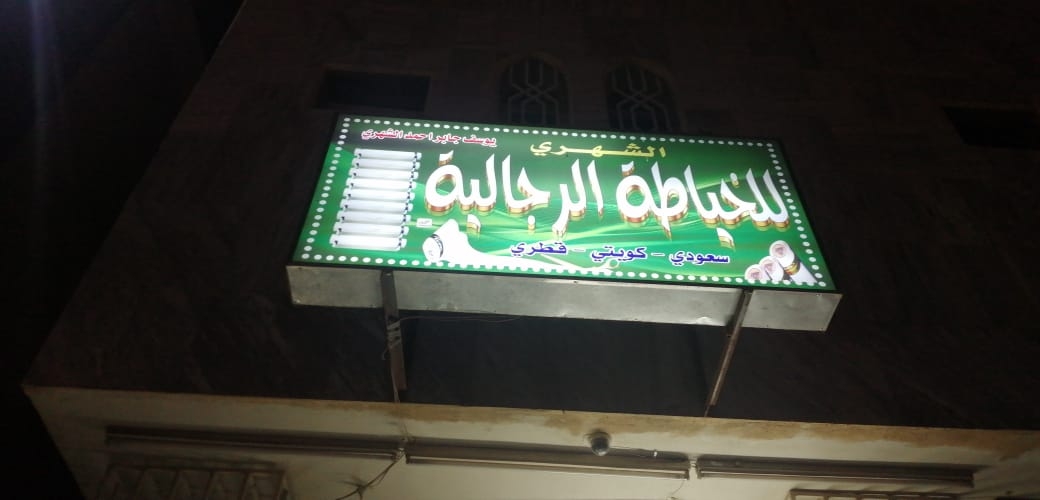 يوسف جابر احمد الشهري
الشهري
للخياطة الرجالية
سعودي - كويتي - قطري